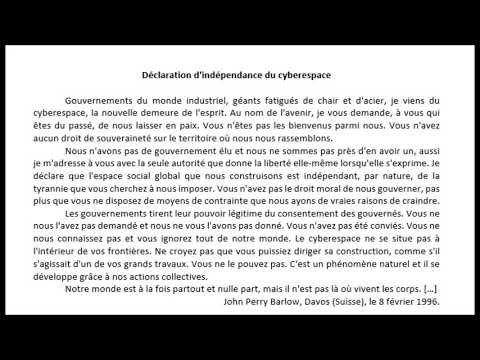 Déclaration d'indépendance du cyberespace
Gouvernements du monde industriel, géants fatigués de chair et d'acier, je viens du
cyberespace, la nouvelle demeure de l'esprit. Au nom de l'avenir, je vous demande, à vous qui
êtes du passé, de nous laisser en paix. Vous n'êtes pas les bienvenus parmi nous. Vous n'avez
aucun droit de souveraineté sur le territoire où nous nous rassemblons.
Nous n'avons pas de gouvernement élu et nous ne sommes pas près d'en avoir un, aussi
je m'adresse à vous avec la seule autorité que donne la liberté elle-même lorsqu'elle s'exprime. Je
déclare que l'espace social global que nous construisons est indépendant, par nature, de la
tyrannie que vous cherchez à nous imposer. Vous n'avez pas le droit moral de nous gouverner, pas
plus que vous ne disposez de moyens de contrainte que nous ayons de vraies raisons de craindre.
Les gouvernements tirent leur pouvoir légitime du consentement des gouvernés. Vous ne
nous l'avez pas demandé et nous ne vous l'avons pas donné. Vous n'avez pas été conviés. Vous ne
nous connaissez pas et vous ignorez tout de notre monde. Le cyberespace ne se situe pas à
l'intérieur de vos frontières. Ne croyez pas que vous puissiez diriger sa construction, comme s'il
s'agissait d'un de vos grands travaux. Vous ne le pouvez pas. C'est un phénomène naturel et il se
développe grâce à nos actions collectives.
Notre monde est à la fois partout et nulle part, mais il n'est pas là où vivent les corps. […]
John Perry Barlow, Davos (Suisse), le 8 février 1996.